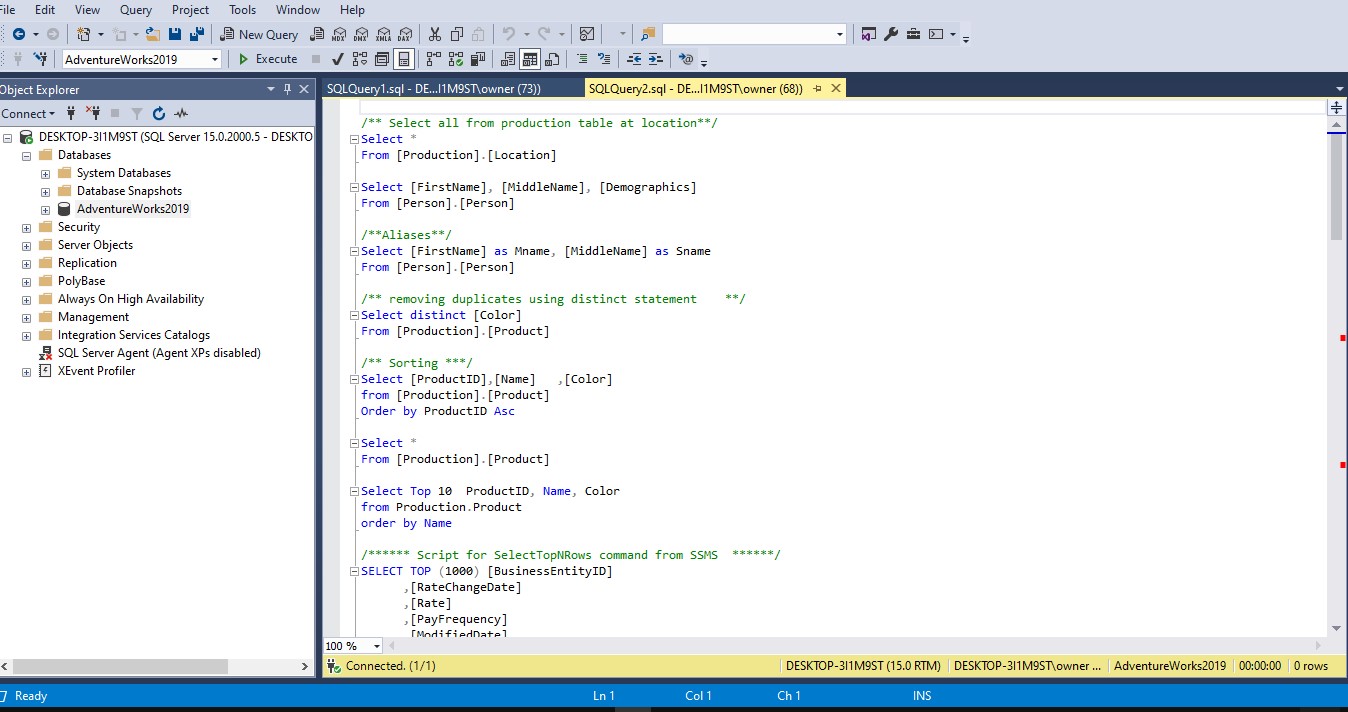 File Edit View Query Project Tools Window Help
New Query MDX DMX XMLA DAX
AdventureWorks2019 Execute
Object Explorer
Connect
DESKTOP-3I1M9ST (SQL Server 15.0.2000.5 - DESKTO
Databases
System Databases
Database Snapshots
AdventureWorks2019
Security
Server Objects
Replication
PolyBase
Always On High Availability
Management
Integration Services Catalogs
SQL Server Agent (Agent XPs disabled)
XEvent Profiler
SQLQuery1.sql - DE...I1M9ST\owner (73)) SQLQuery2.sql - DE...I1M9ST\owner (68))
/** Select all from production table at location**/
Select *
From [Production].[Location]
Select [FirstName], [MiddleName], [Demographics]
From [Person].[Person]
/**Aliases**/
Select [FirstName] as Mname, [MiddleName] as Sname
From [Person].[Person]
/** removing duplicates using distinct statement    **/
Select distinct [Color]
From [Production].[Product]
/** Sorting ***/
Select [ProductID],[Name]   ,[Color]
from [Production].[Product]
Order by ProductID Asc
Select *
From [Production].[Product]
Select Top 10  ProductID, Name, Color
from Production.Product
order by Name
/****** Script for SelectTopNRows command from SSMS  ******/
SELECT TOP (1000) [BusinessEntityID]
,[RateChangeDate]
,[Rate]
,[PayFrequency]
,[ModifiedDate]
100 %
Connected. (1/1) DESKTOP-3I1M9ST (15.0 RTM) DESKTOP-3I1M9ST\owner ... AdventureWorks2019 00:00:00 0 rows
Ready Ln 1 Col 1 Ch 1 INS